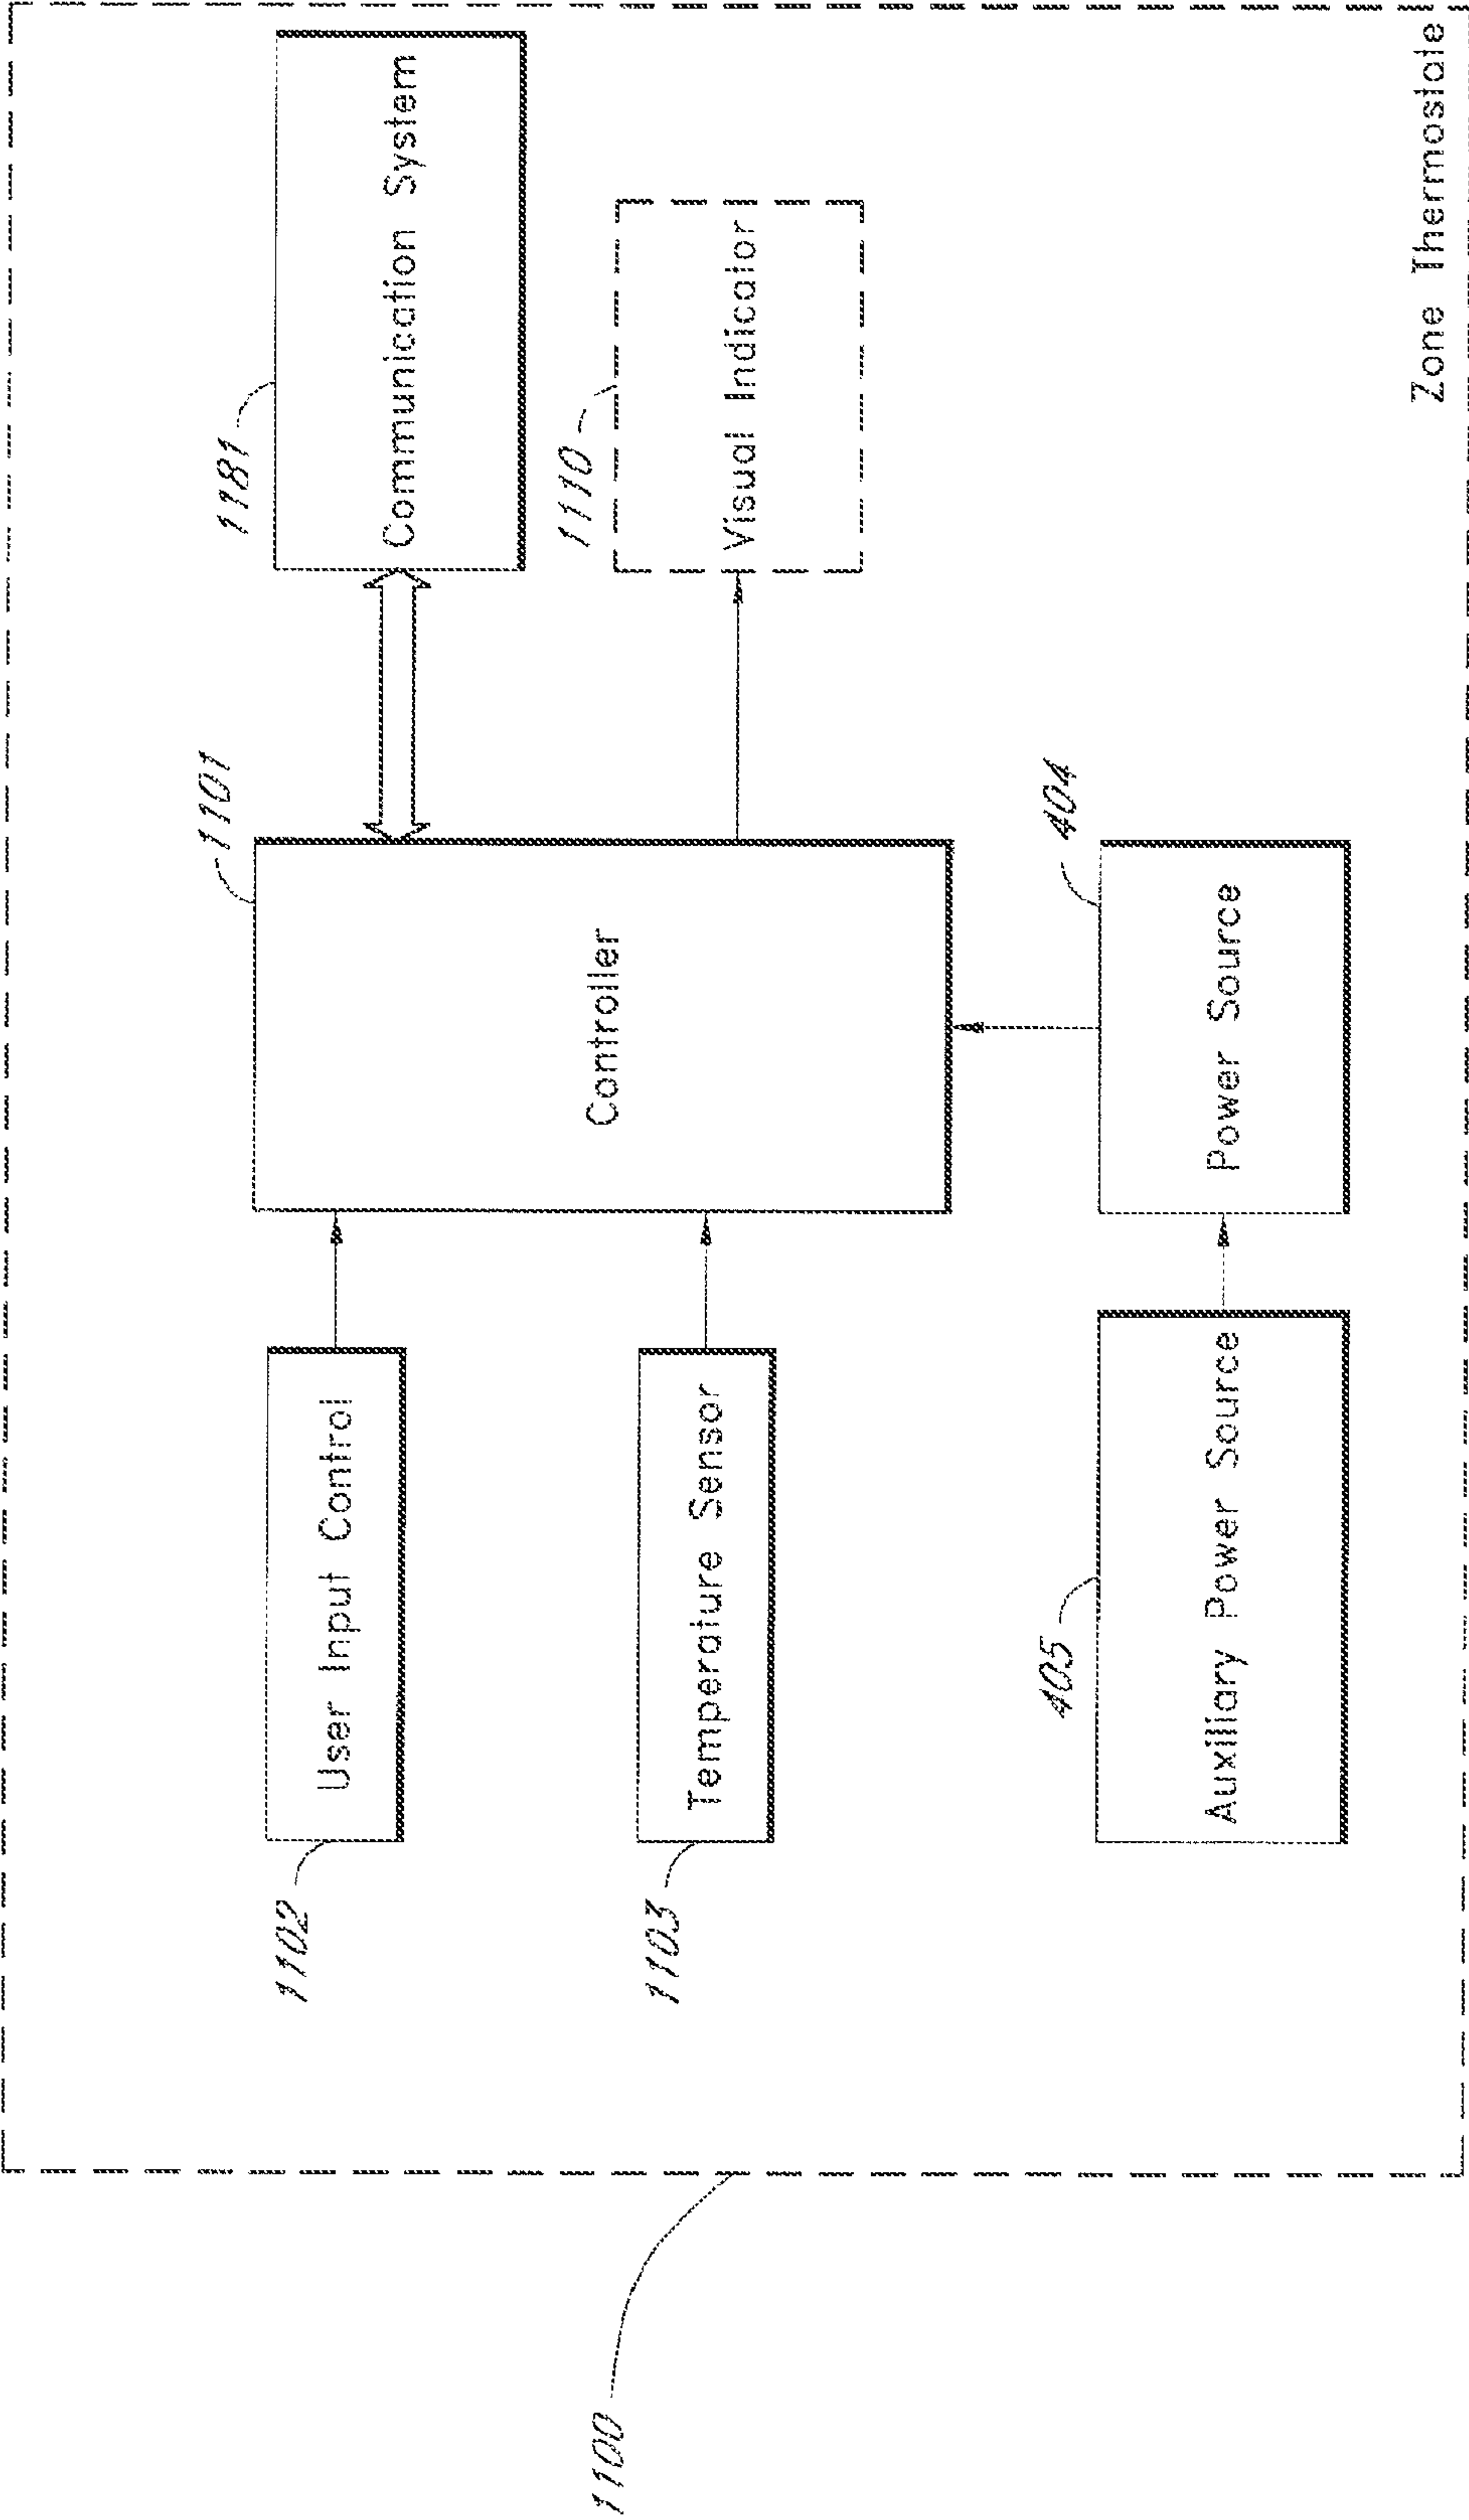 1101
1181
1102
User Input Control
Communication System
1110
Controller
1100
1103
Temperature Sensor
Visual Indicator
405
404
Auxiliary Power Source
Power Source
Zone Thermostate